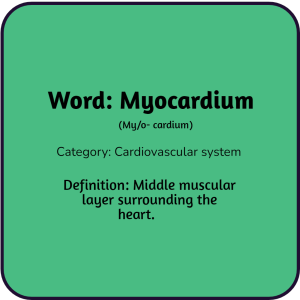 Word: Myocardium
(My/o- cardium)
Category: Cardiovascular system
Definition: Middle muscular
layer surrounding the
heart.